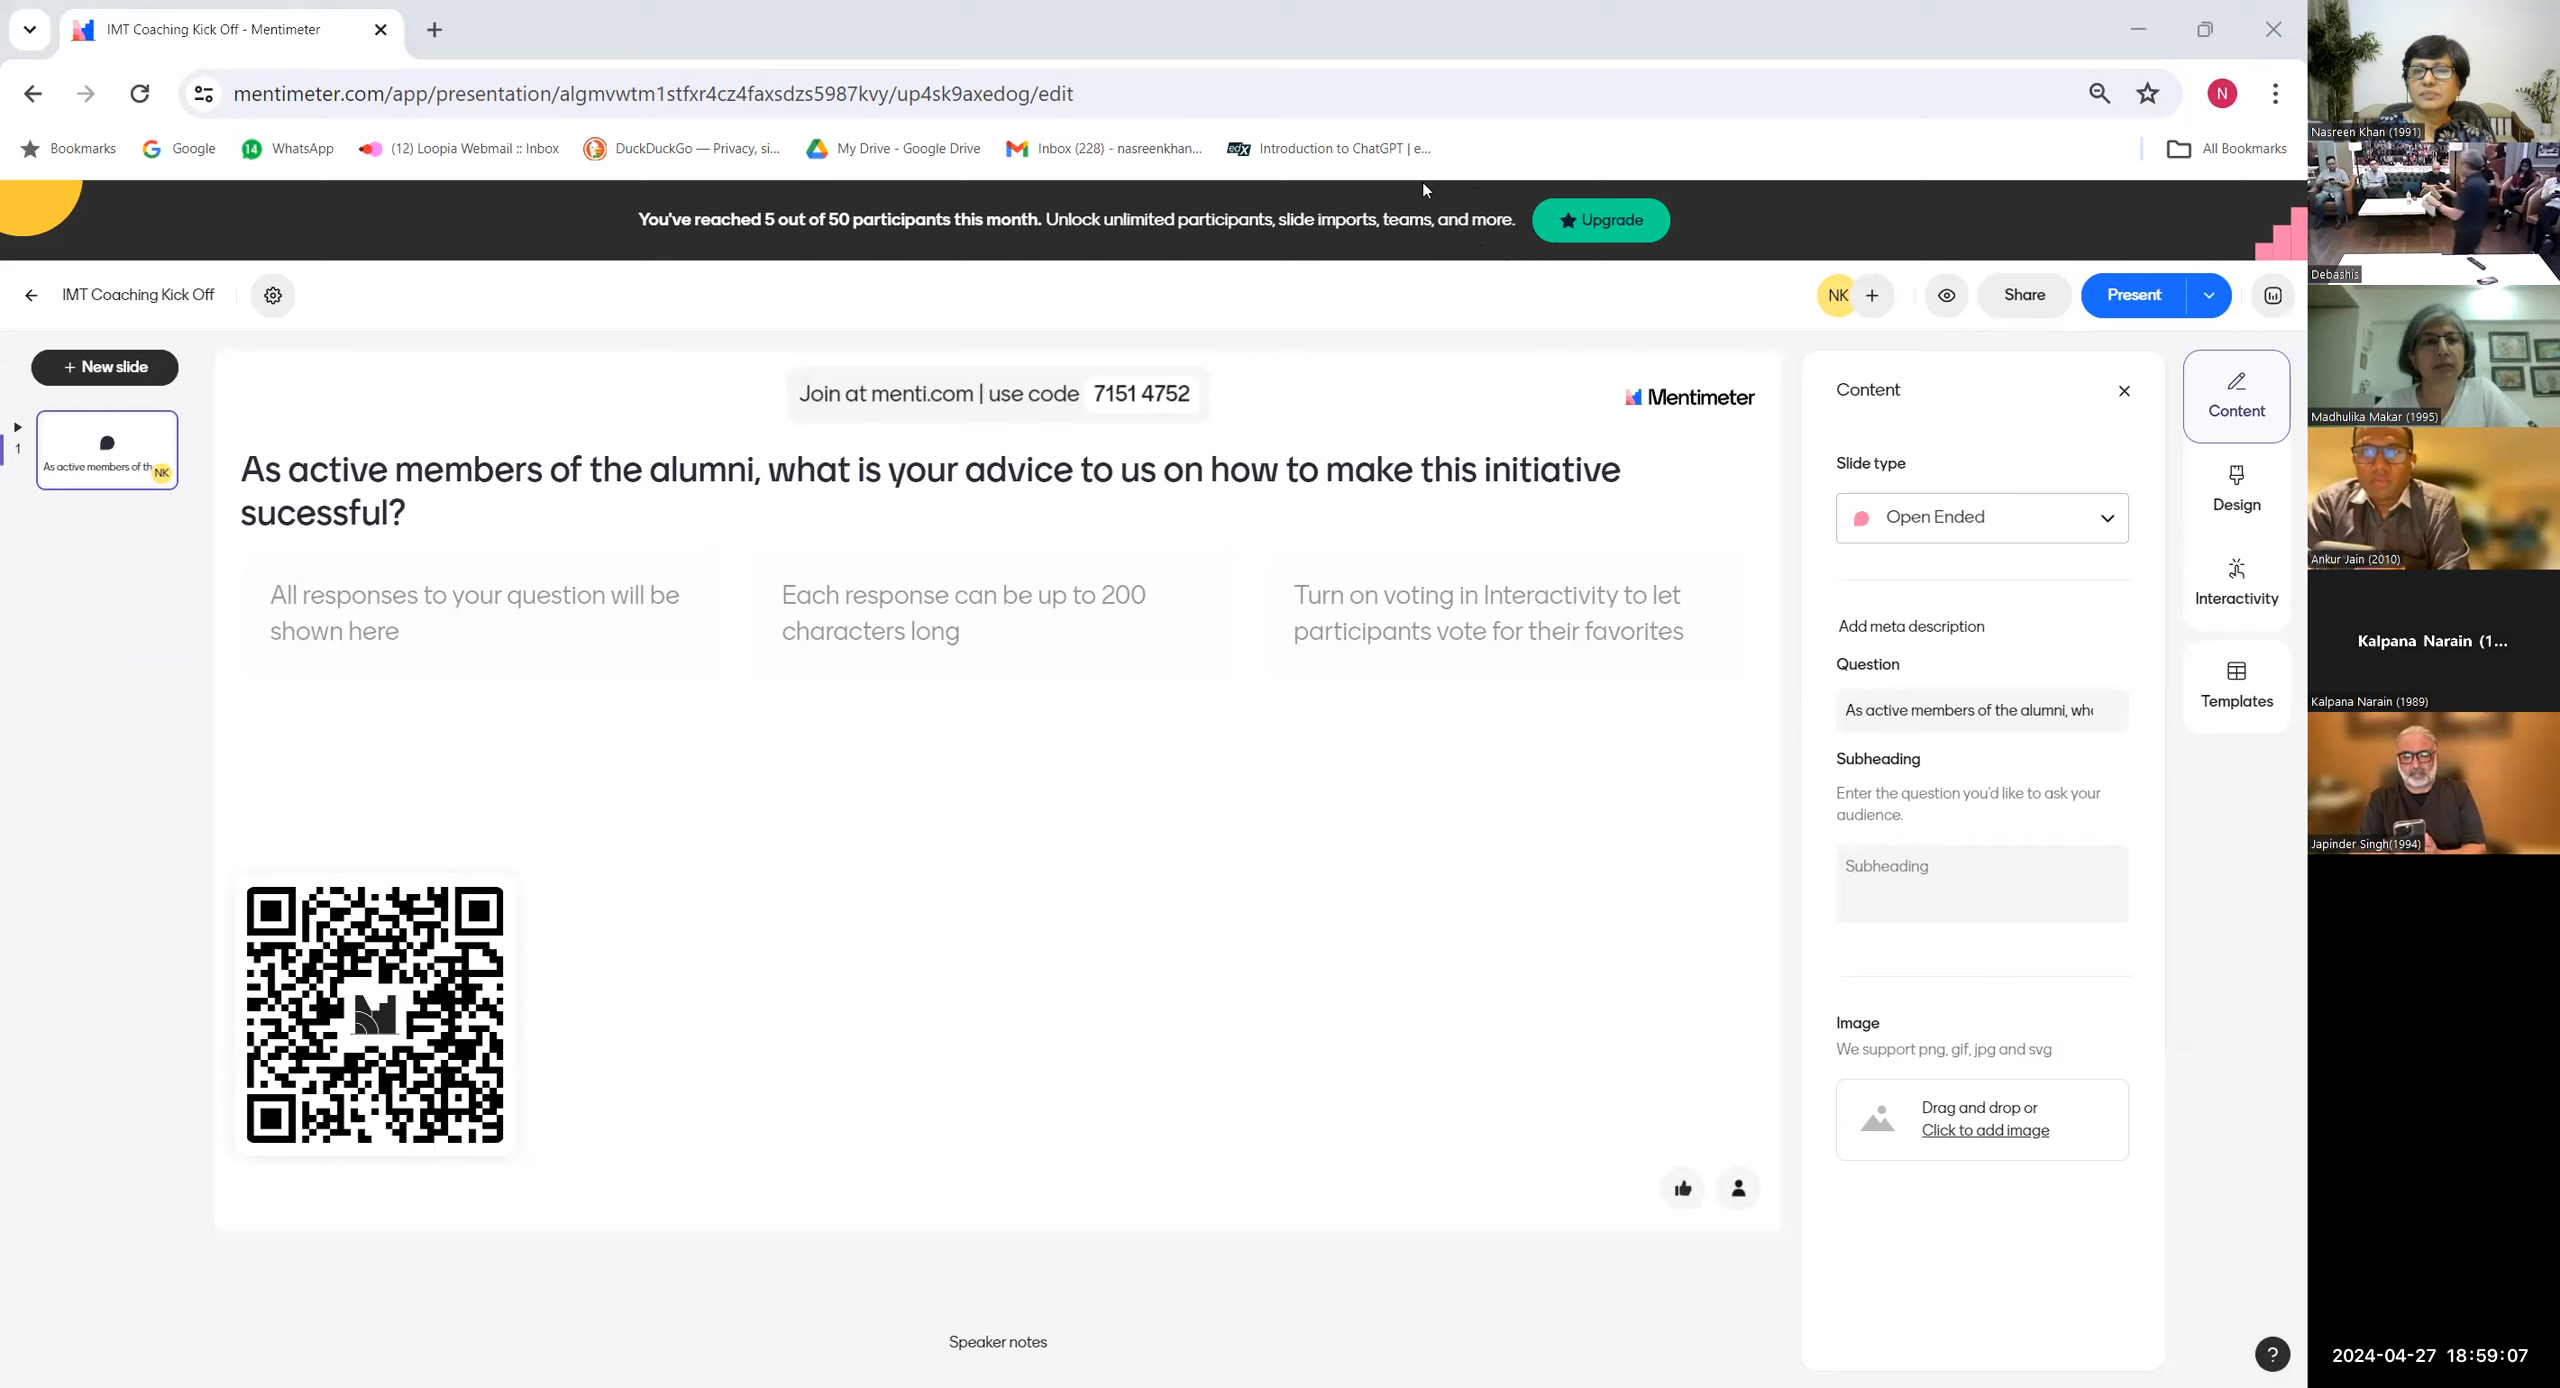 IMT Coaching Kick Off - Mentimeter
mentimeter.com/app/presentation/algmvwtm1stfxr4cz4faxsdzs5987kvy/up4sk9axedog/edit
N
Bookmarks
Google
14
WhatsApp
(12) Loopia Webmail :: Inbox
DuckDuckGo — Privacy, si...
My Drive - Google Drive
Inbox (228) - nasreenkhan...
edX
Introduction to ChatGPT | e...
All Bookmarks
You've reached 5 out of 50 participants this month. Unlock unlimited participants, slide imports, teams, and more.
Upgrade
IMT Coaching Kick Off
NK
Share
Present
+ New slide
1
As active members of th
NK
Join at menti.com | use code 7151 4752
Mentimeter
As active members of the alumni, what is your advice to us on how to make this initiative
sucessful?
All responses to your question will be
shown here
Each response can be up to 200
characters long
Turn on voting in Interactivity to let
participants vote for their favorites
Speaker notes
Content
Slide type
Open Ended
Add meta description
Question
As active members of the alumni, wh
Subheading
Enter the question you'd like to ask your
audience.
Subheading
Image
We support png, gif, jpg and svg
Drag and drop or
Click to add image
Content
Design
Interactivity
Templates
?
Nasreen Khan (1991)
Debashis
Madhulika Makar (1995)
Ankur Jain (2010)
Kalpana Narain (1...
Kalpana Narain (1989)
Japinder Singh(1994)
2024-04-27 18:59:07